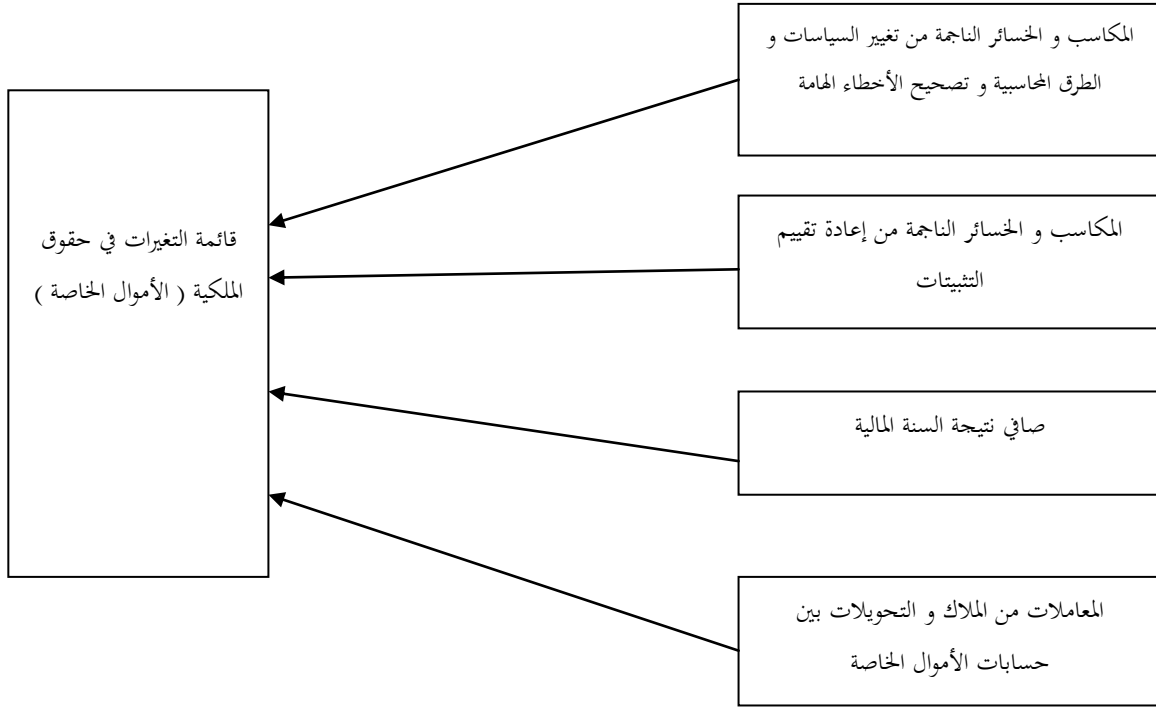 المكاسب و الخسائر الناجمة من تغيير السياسات و
الطرق المحاسبية و تصحيح الأخطاء الهامة
المكاسب و الخسائر الناجمة من إعادة تقييم
التثبيتات
صافي نتيجة السنة المالية
المعاملات من الملاك و التحويلات بين
حسابات الأموال الخاصة
قائمة التغيرات في حقوق
الملكية ( الأموال الخاصة )